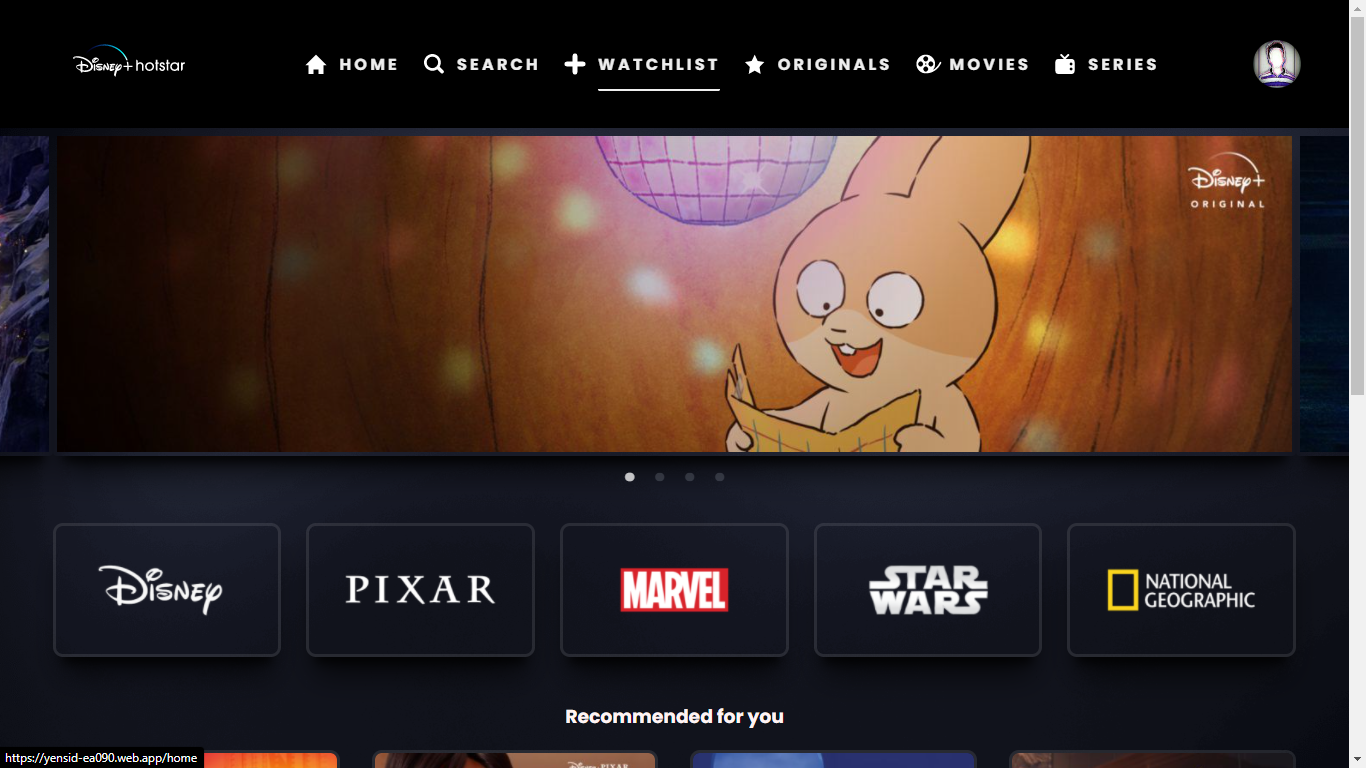 Disney+ hotstar
HOME
SEARCH
WATCHLIST
ORIGINALS
MOVIES
SERIES
Disney+
ORIGINAL
Disney
PIXAR
MARVEL
STAR
WARS
NATIONAL
GEOGRAPHIC
Recommended for you
Disney PIXAR
https://yensid-ea090.web.app/home